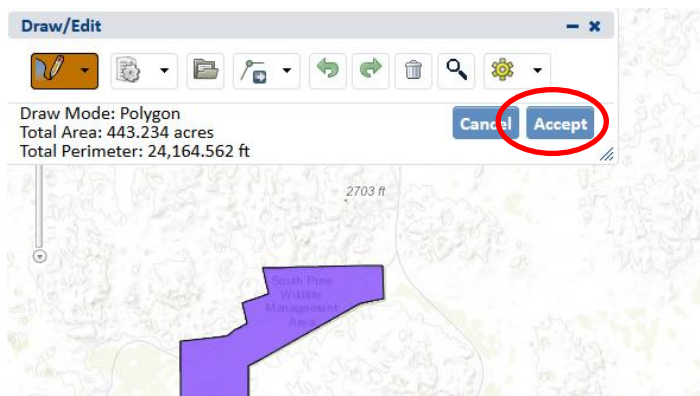 Draw/Edit
Draw Mode: Polygon
Total Area: 443.234 acres
Total Perimeter: 24,164.562 ft
Cancel
Accept
2703 ft
South Pine
Wildlife
Management
Area